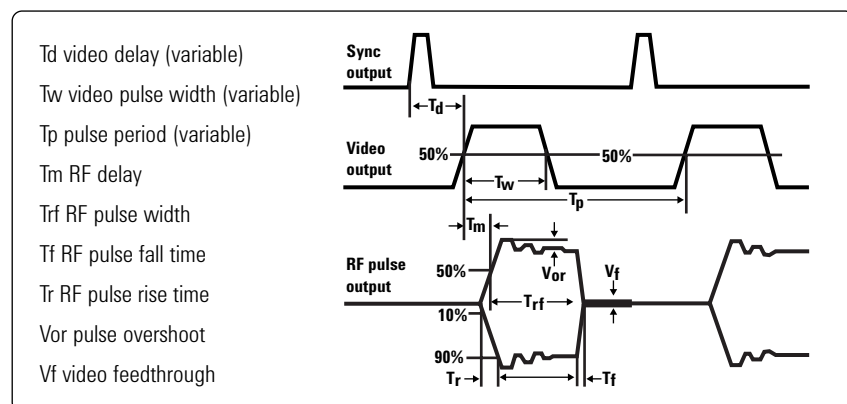 Td video delay (variable)
Tw video pulse width (variable)
Tp pulse period (variable)
Tm RF delay
Trf RF pulse width
Tf RF pulse fall time
Tr RF pulse rise time
Vor pulse overshoot
Vf video feedthrough
Sync
output
Td
Video
output
50%
50%
Tw
Tp
Tm
RF pulse
output
50%
Vor
Vf
Trf
10%
90%
Tr
Tf